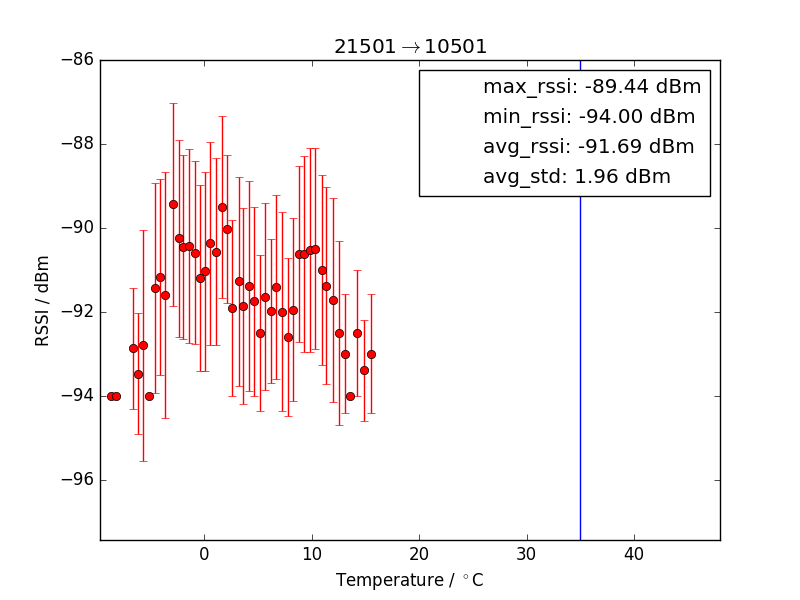 21501→10501
max_rssi: -89.44 dBm
min_rssi: -94.00 dBm
avg_rssi: -91.69 dBm
avg_std: 1.96 dBm
RSSI / dBm
−86
−88
−90
−92
−94
−96
0 10 20 30 40
Temperature / °C